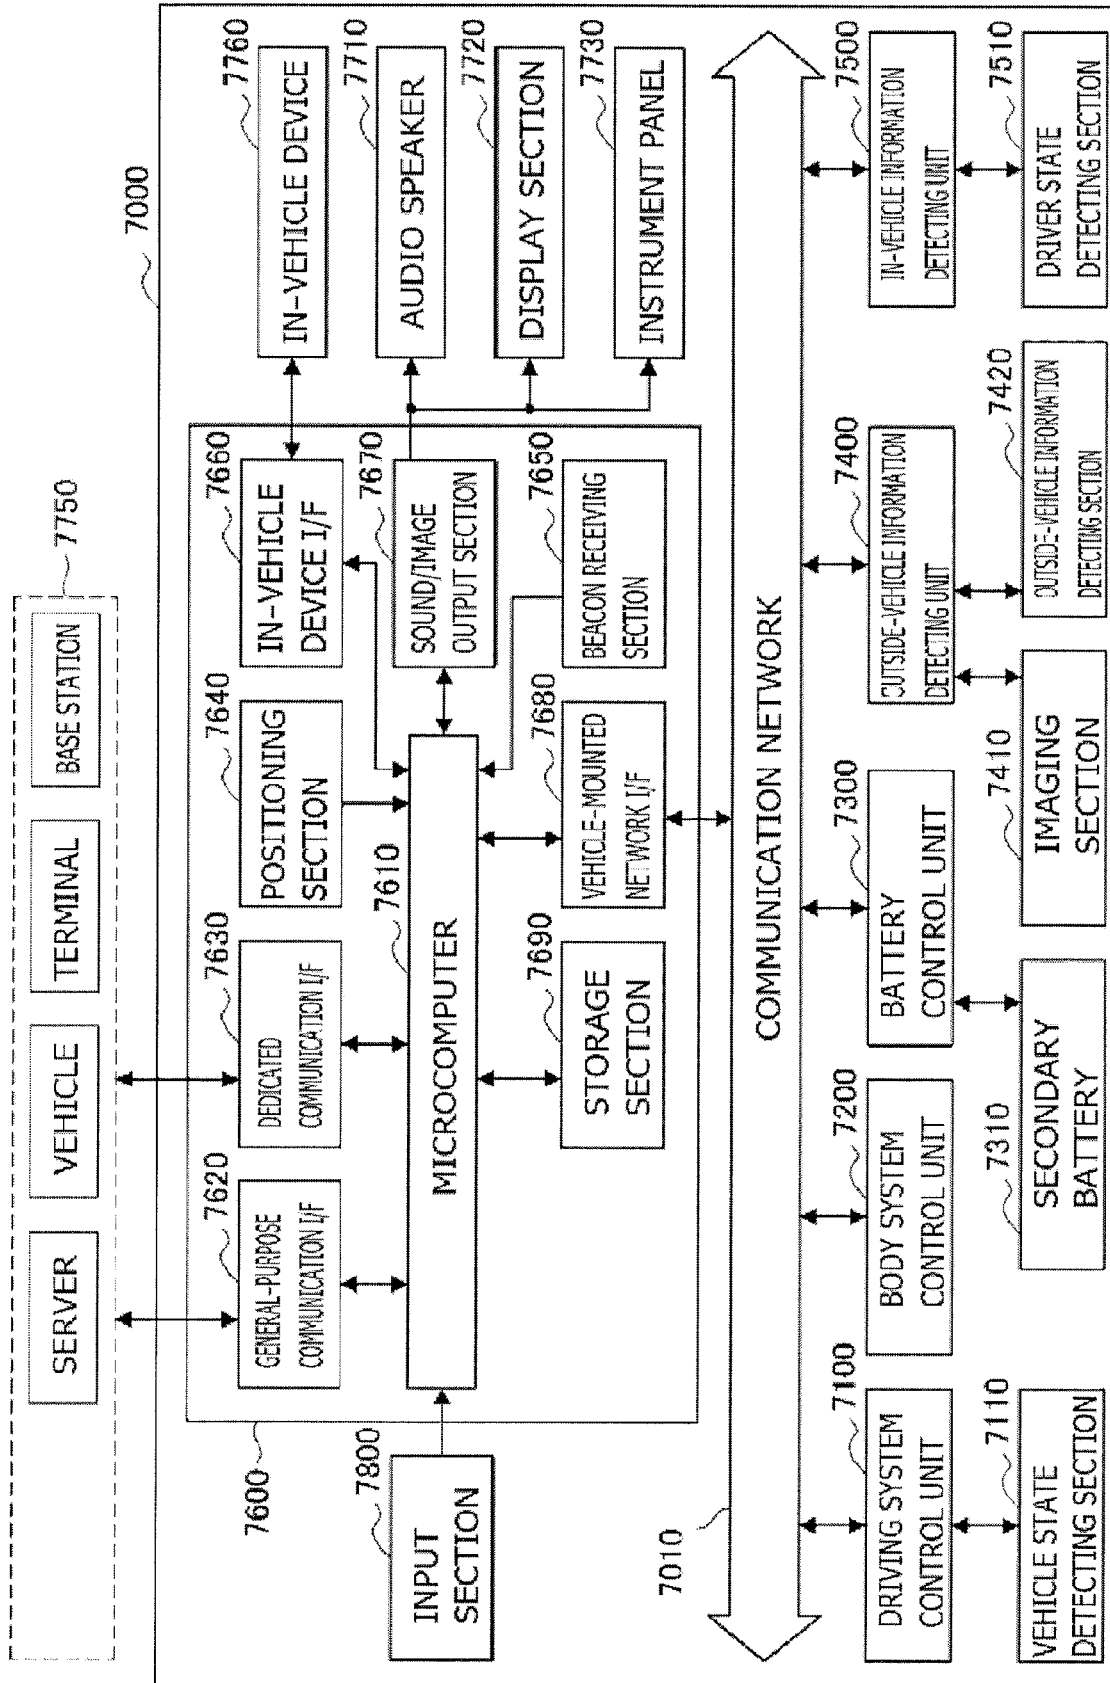 7750
SERVER
VEHICLE
TERMINAL
BASE STATION
7000
7600
7620
GENERAL-PURPOSE
COMMUNICATION I/F
7630
DEDICATED
COMMUNICATION I/F
7640
POSITIONING
SECTION
7660
IN-VEHICLE
DEVICE I/F
7760
IN-VEHICLE DEVICE
7800
INPUT
SECTION
7610
MICROCOMPUTER
7670
SOUND/IMAGE
OUTPUT SECTION
7710
AUDIO SPEAKER
7720
DISPLAY SECTION
7730
INSTRUMENT PANEL
7690
STORAGE
SECTION
7680
VEHICLE-MOUNTED
NETWORK I/F
7650
BEACON RECEIVING
SECTION
7010
COMMUNICATION NETWORK
7100
DRIVING SYSTEM
CONTROL UNIT
7200
BODY SYSTEM
CONTROL UNIT
7300
BATTERY
CONTROL UNIT
7400
OUTSIDE-VEHICLE INFORMATION
DETECTING UNIT
7500
IN-VEHICLE INFORMATION
DETECTING UNIT
7110
VEHICLE STATE
DETECTING SECTION
7310
SECONDARY
BATTERY
7410
IMAGING
SECTION
7420
OUTSIDE-VEHICLE INFORMATION
DETECTING SECTION
7510
DRIVER STATE
DETECTING SECTION